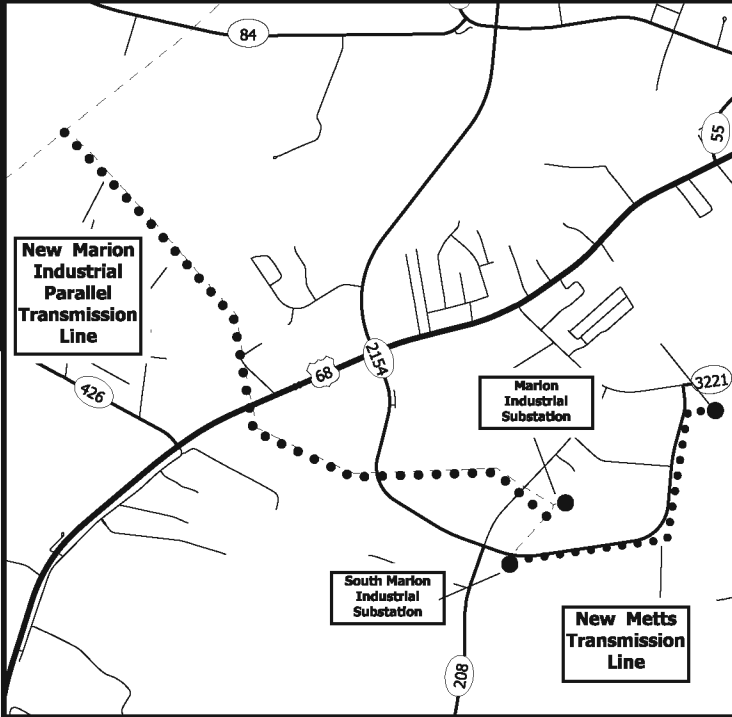 84
55
New Marion
Industrial
Parallel
Transmission
Line
2154
68
426
3221
Marion
Industrial
Substation
South Marion
Industrial
Substation
New Metts
Transmission
Line
208